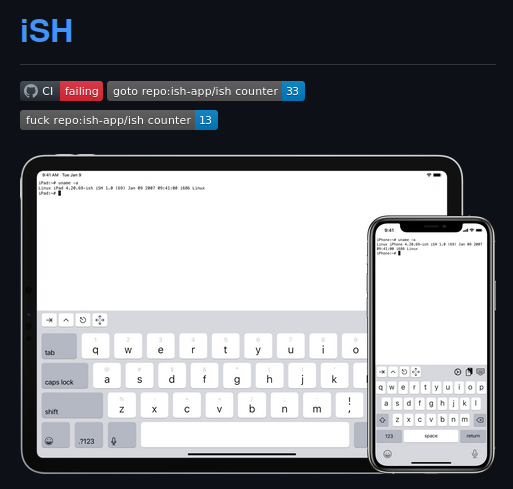 iSH
CI failing goto repo:ish-app/ish counter 33
fuck repo:ish-app/ish counter 13
9:41 AM Tue Jan 9
iPad:~# uname -a
Linux iPad 4.20.69-ish iSH 1.0 (69) Jan 09 2007 09:41:00 i686 Linux
iPad:~#
tab q w e r t y u i o
caps lock a s d f g h j k l
shift z x c v b n m ! ,
.?123
9:41
iPhone:~# uname -a
Linux iPhone 4.20.69-ish iSH 1.0 (69) Jan 09 2007
09:41:00 i686 Linux
iPhone:~#
q w e r t y u i o p
a s d f g h j k l
z x c v b n m
123 space return